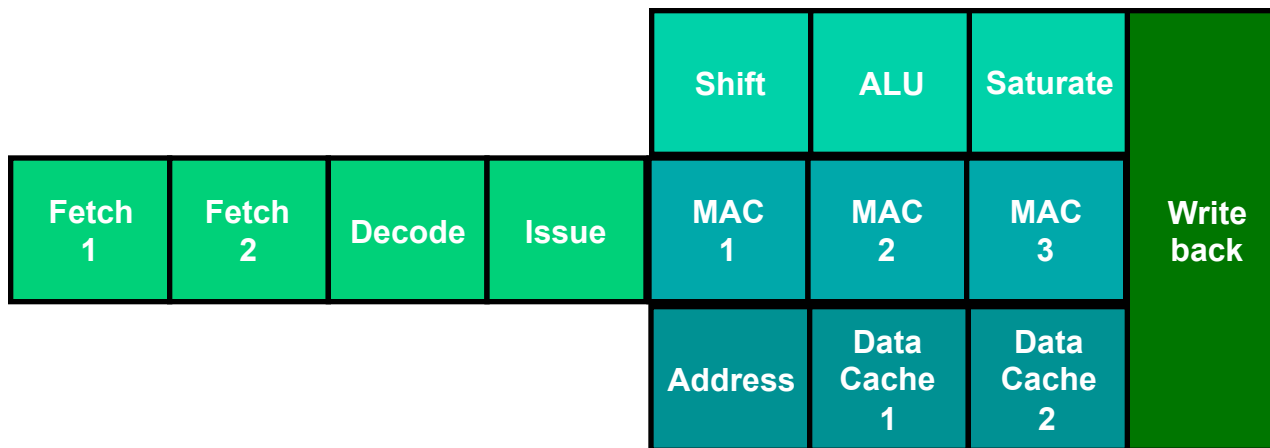 Shift
ALU
Saturate
Fetch
1
Fetch
2
Decode
Issue
MAC
1
MAC
2
MAC
3
Write
back
Address
Data
Cache
1
Data
Cache
2